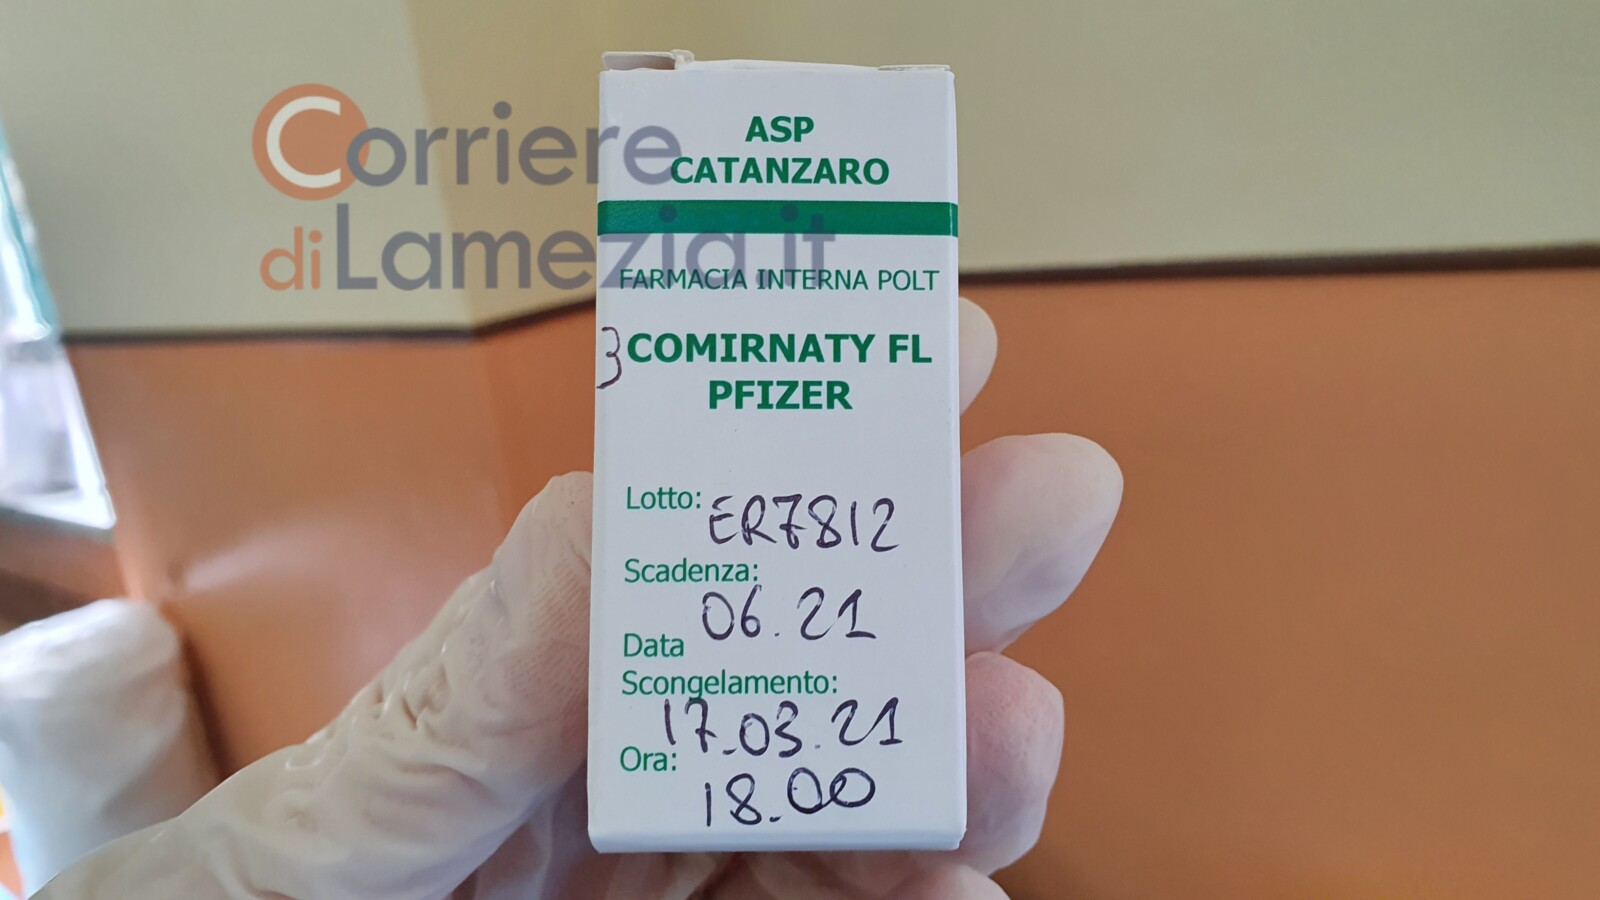 Corriere
diLamezia.it
ASP
CATANZARO
FARMACIA INTERNA POLT
3 COMIRNATY FL
PFIZER
Lotto: ER7812
Scadenza:
06.21
Data
Scongelamento:
17.03.21
Ora:
18.00